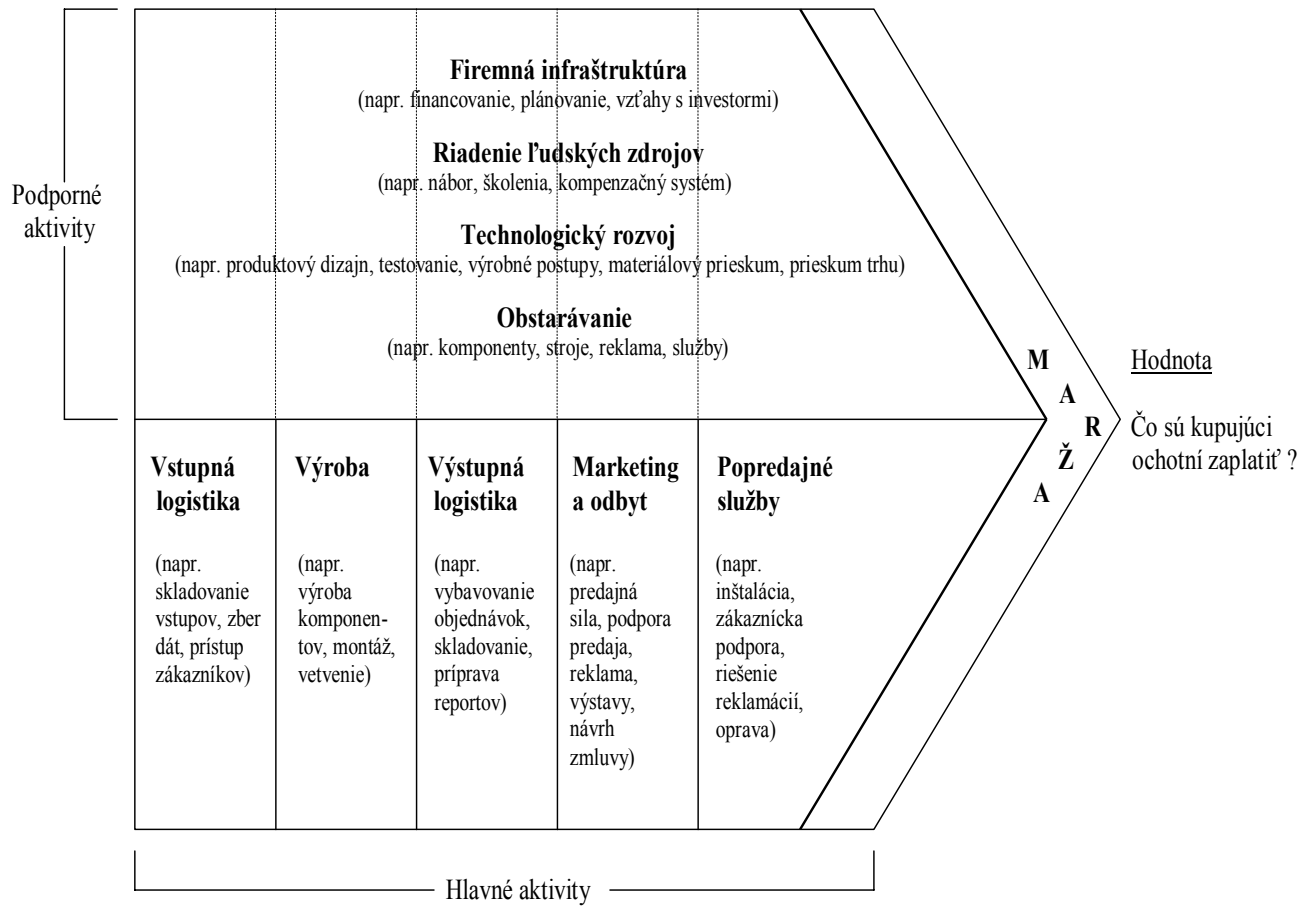 Firemná infraštruktúra
(napr. financovanie, plánovanie, vzťahy s investormi)
Riadenie ľudských zdrojov
(napr. nábor, školenia, kompenzačný systém)
Podporné
aktivity
Technologický rozvoj
(napr. produktový dizajn, testovanie, výrobné postupy, materiálový prieskum, prieskum trhu)
Obstarávanie
(napr. komponenty, stroje, reklama, služby)
M
A
R
Ž
A
Hodnota
Čo sú kupujúci
ochotní zaplatiť ?
Vstupná
logistika
(napr.
skladovanie
vstupov, zber
dát, prístup
zákazníkov)
Výroba
(napr.
výroba
komponen-
tov, montáž,
vetvenie)
Výstupná
logistika
(napr.
vybavovanie
objednávok,
skladovanie,
príprava
reportov)
Marketing
a odbyt
(napr.
predajná
sila, podpora
predaja,
reklama,
výstavy,
návrh
zmluvy)
Popredajné
služby
(napr.
inštalácia,
zákaznícka
podpora,
riešenie
reklamácií,
oprava)
Hlavné aktivity